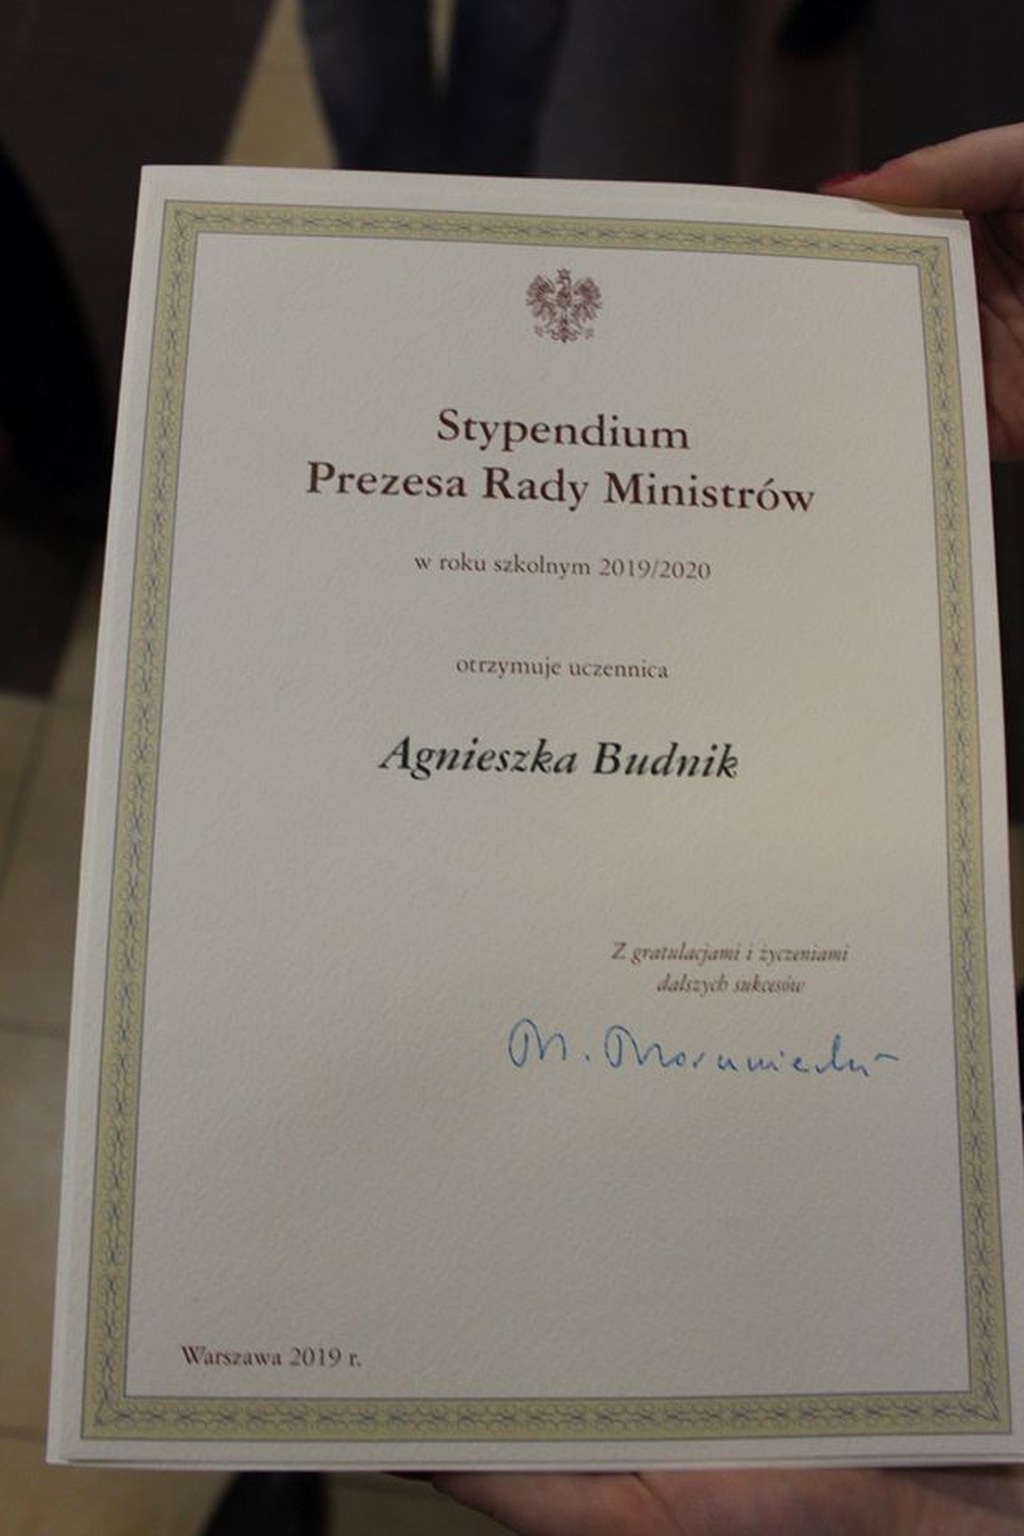 Stypendium
Prezesa Rady Ministrów
w roku szkolnym 2019/2020
otrzymuje uczennica
Agnieszka Budnik
Z gratulacjami i życzeniami
dalszych sukcesów
M. Morawiecki
Warszawa 2019 r.